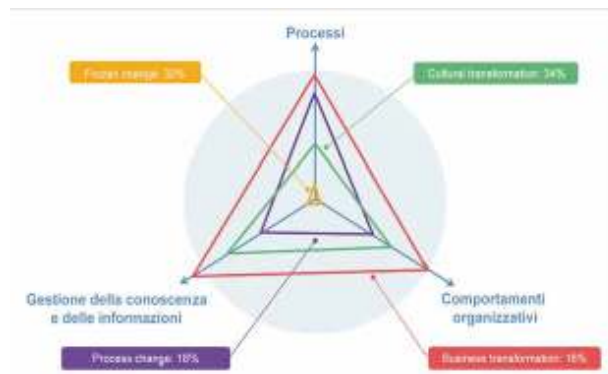 Processi
Frozen change: 32%
Cultural transformation: 34%
Gestione della conoscenza
e delle informazioni
Comportamenti
organizzativi
Process change: 18%
Business transformation: 16%